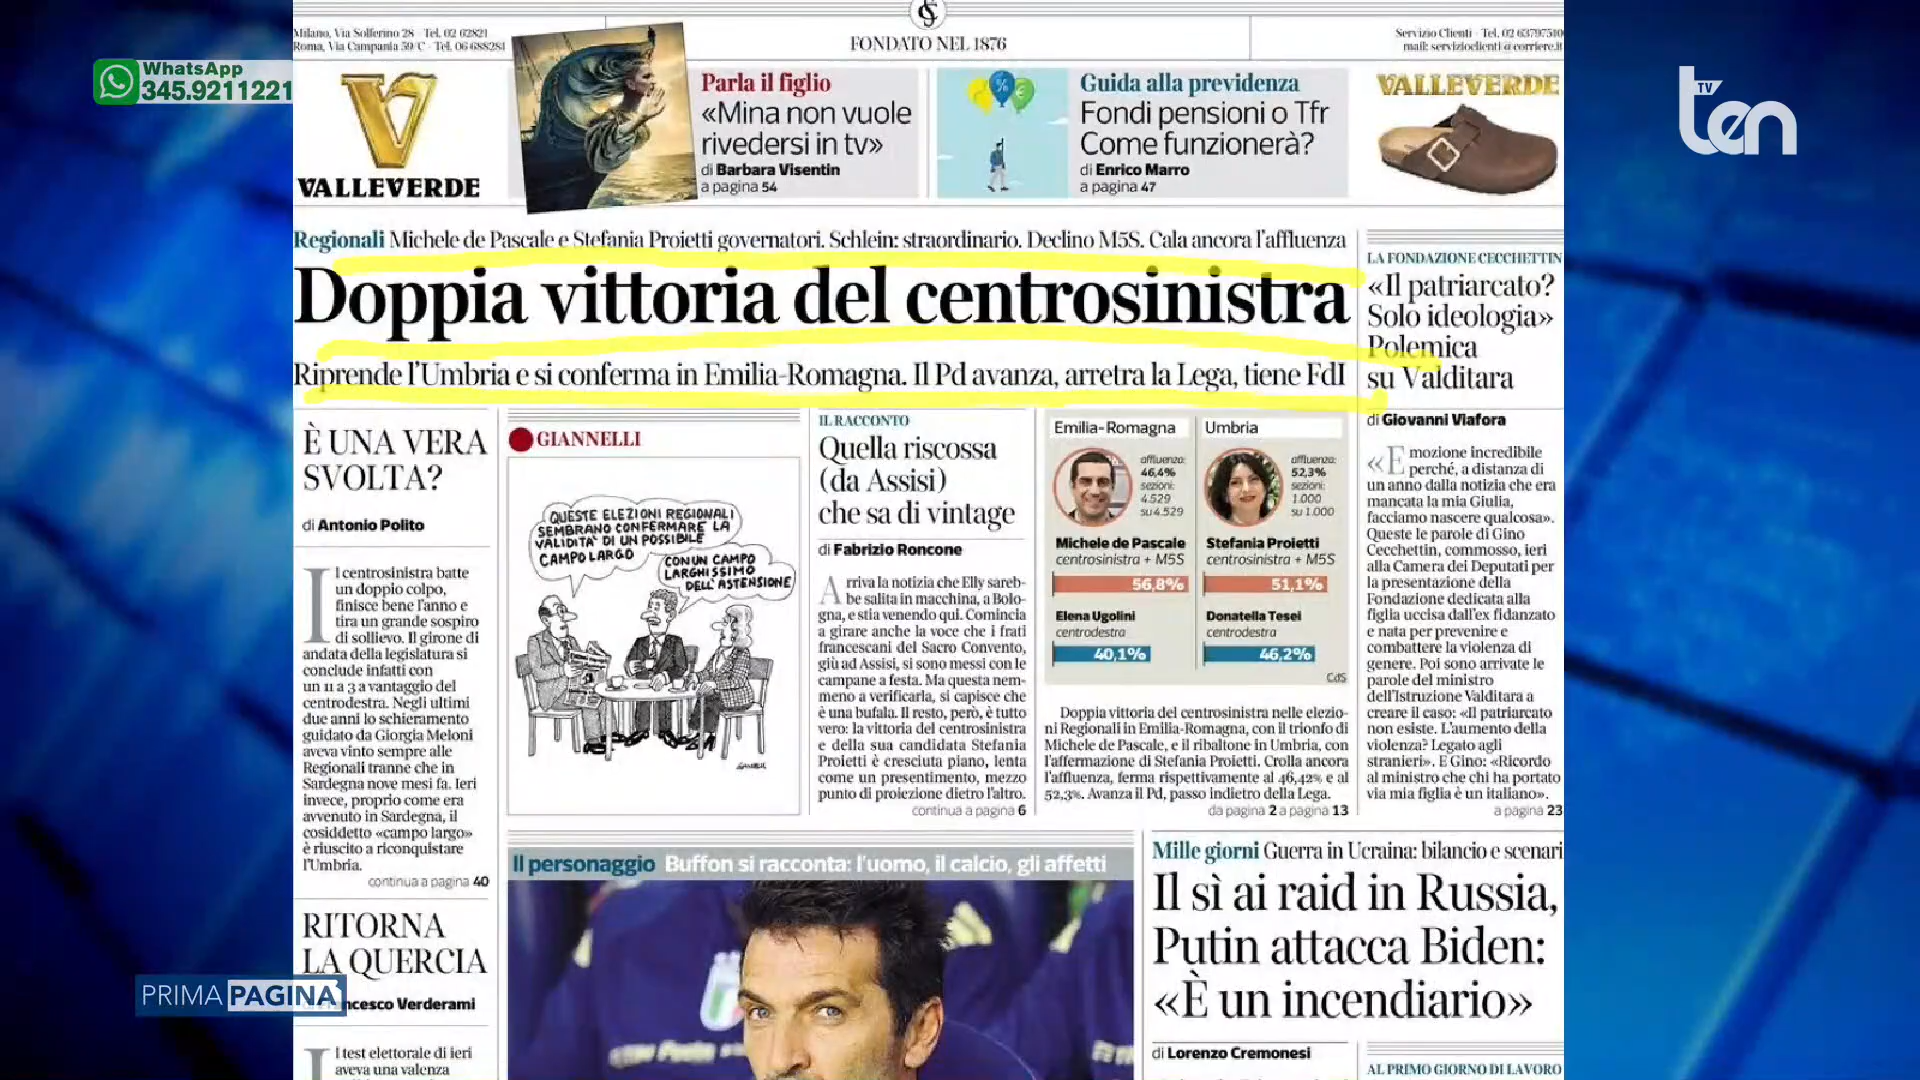 Milano, Via Solferino 28 - Tel. 02 62821
Roma, Via Campania 59/C - Tel. 06 688281
FONDATO NEL 1876
Servizio Clienti - Tel. 02 63797510
mail: servizioclienti@corriere.it
WhatsApp
345.9211221
V
VALLEVERDE
Parla il figlio
«Mina non vuole
rivedersi in tv»
di Barbara Visentin
a pagina 54
Guida alla previdenza
Fondi pensioni o Tfr
Come funzionerà?
di Enrico Marro
a pagina 47
VALLEVERDE
TV
ten
Regionali Michele de Pascale e Stefania Proietti governatori. Schlein: straordinario. Declino M5S. Cala ancora l'affluenza
Doppia vittoria del centrosinistra
Riprende l'Umbria e si conferma in Emilia-Romagna. Il Pd avanza, arretra la Lega, tiene FdI
È UNA VERA
SVOLTA?
di Antonio Polito
Il centrosinistra batte
un doppio colpo,
finisce bene l'anno e
tira un grande sospiro
di sollievo. Il girone di
andata della legislatura si
conclude infatti con
un 11 a 3 a vantaggio del
centrodestra. Negli ultimi
due anni lo schieramento
guidato da Giorgia Meloni
aveva vinto sempre alle
Regionali tranne che in
Sardegna nove mesi fa. Ieri
invece, proprio come era
avvenuto in Sardegna, il
cosiddetto «campo largo»
è riuscito a riconquistare
l'Umbria.
continua a pagina 40
RITORNA
LA QUERCIA
ncesco Verderami
I test elettorale di ieri
aveva una valenza
PRIMA PAGINA
GIANNELLI
QUESTE ELEZIONI REGIONALI
SEMBRANO CONFERMARE LA
VALIDITA' DI UN POSSIBILE
CAMPO LARGO
CON UN CAMPO
LARGHISSIMO
DELL'ASTENSIONE
IL RACCONTO
Quella riscossa
(da Assisi)
che sa di vintage
di Fabrizio Roncone
Arriva la notizia che Elly sareb-
be salita in macchina, a Bolo-
gna, e stia venendo qui. Comincia
a girare anche la voce che i frati
francescani del Sacro Convento,
giù ad Assisi, si sono messi con le
campane a festa. Ma questa nem-
meno a verificarla, si capisce che
è una bufala. Il resto, però, è tutto
vero: la vittoria del centrosinistra
e della sua candidata Stefania
Proietti è cresciuta piano, lenta
come un presentimento, mezzo
punto di proiezione dietro l'altro.
continua a pagina 6
Emilia-Romagna
affluenza:
46,4%
sezioni:
4.529
su 4.529
Michele de Pascale
centrosinistra + M5S
56,8%
Elena Ugolini
centrodestra
40,1%
Umbria
affluenza:
52,3%
sezioni:
1.000
su 1.000
Stefania Proietti
centrosinistra + M5S
51,1%
Donatella Tesei
centrodestra
46,2%
CdS
Doppia vittoria del centrosinistra nelle elezio-
ni Regionali in Emilia-Romagna, con il trionfo di
Michele de Pascale, e il ribaltone in Umbria, con
l'affermazione di Stefania Proietti. Crolla ancora
l'affluenza, ferma rispettivamente al 46,42% e al
52,3%. Avanza il Pd, passo indietro della Lega.
da pagina 2 a pagina 13
LA FONDAZIONE CECCHETTIN
«Il patriarcato?
Solo ideologia»
Polemica
su Valditara
di Giovanni Viafora
«Emozione incredibile
perché, a distanza di
un anno dalla notizia che era
mancata la mia Giulia,
facciamo nascere qualcosa».
Queste le parole di Gino
Cecchettin, commosso, ieri
alla Camera dei Deputati per
la presentazione della
Fondazione dedicata alla
figlia uccisa dall'ex fidanzato
e nata per prevenire e
combattere la violenza di
genere. Poi sono arrivate le
parole del ministro
dell'Istruzione Valditara a
creare il caso: «Il patriarcato
non esiste. L'aumento della
violenza? Legato agli
stranieri». E Gino: «Ricordo
al ministro che chi ha portato
via mia figlia è un italiano».
a pagina 23
Il personaggio Buffon si racconta: l'uomo, il calcio, gli affetti
Mille giorni Guerra in Ucraina: bilancio e scenari
Il sì ai raid in Russia,
Putin attacca Biden:
«È un incendiario»
di Lorenzo Cremonesi
AL PRIMO GIORNO DI LAVORO